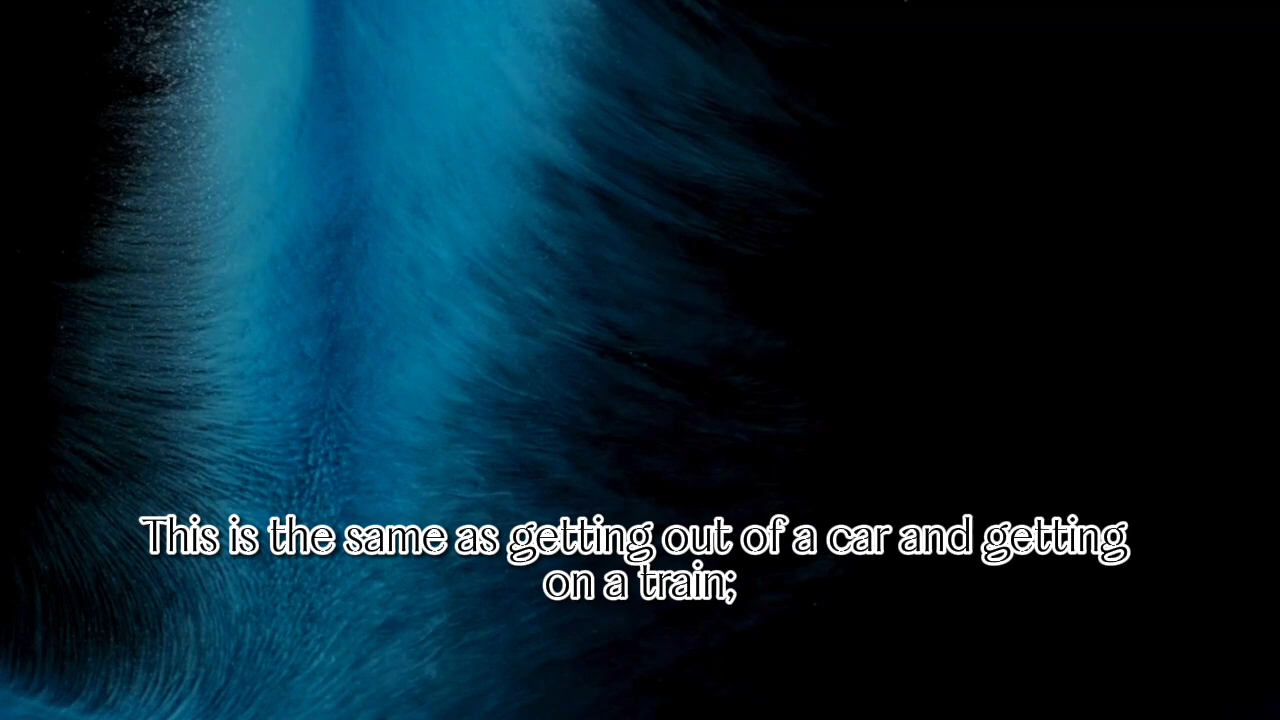 This is the same as getting out of a car and getting
on a train;